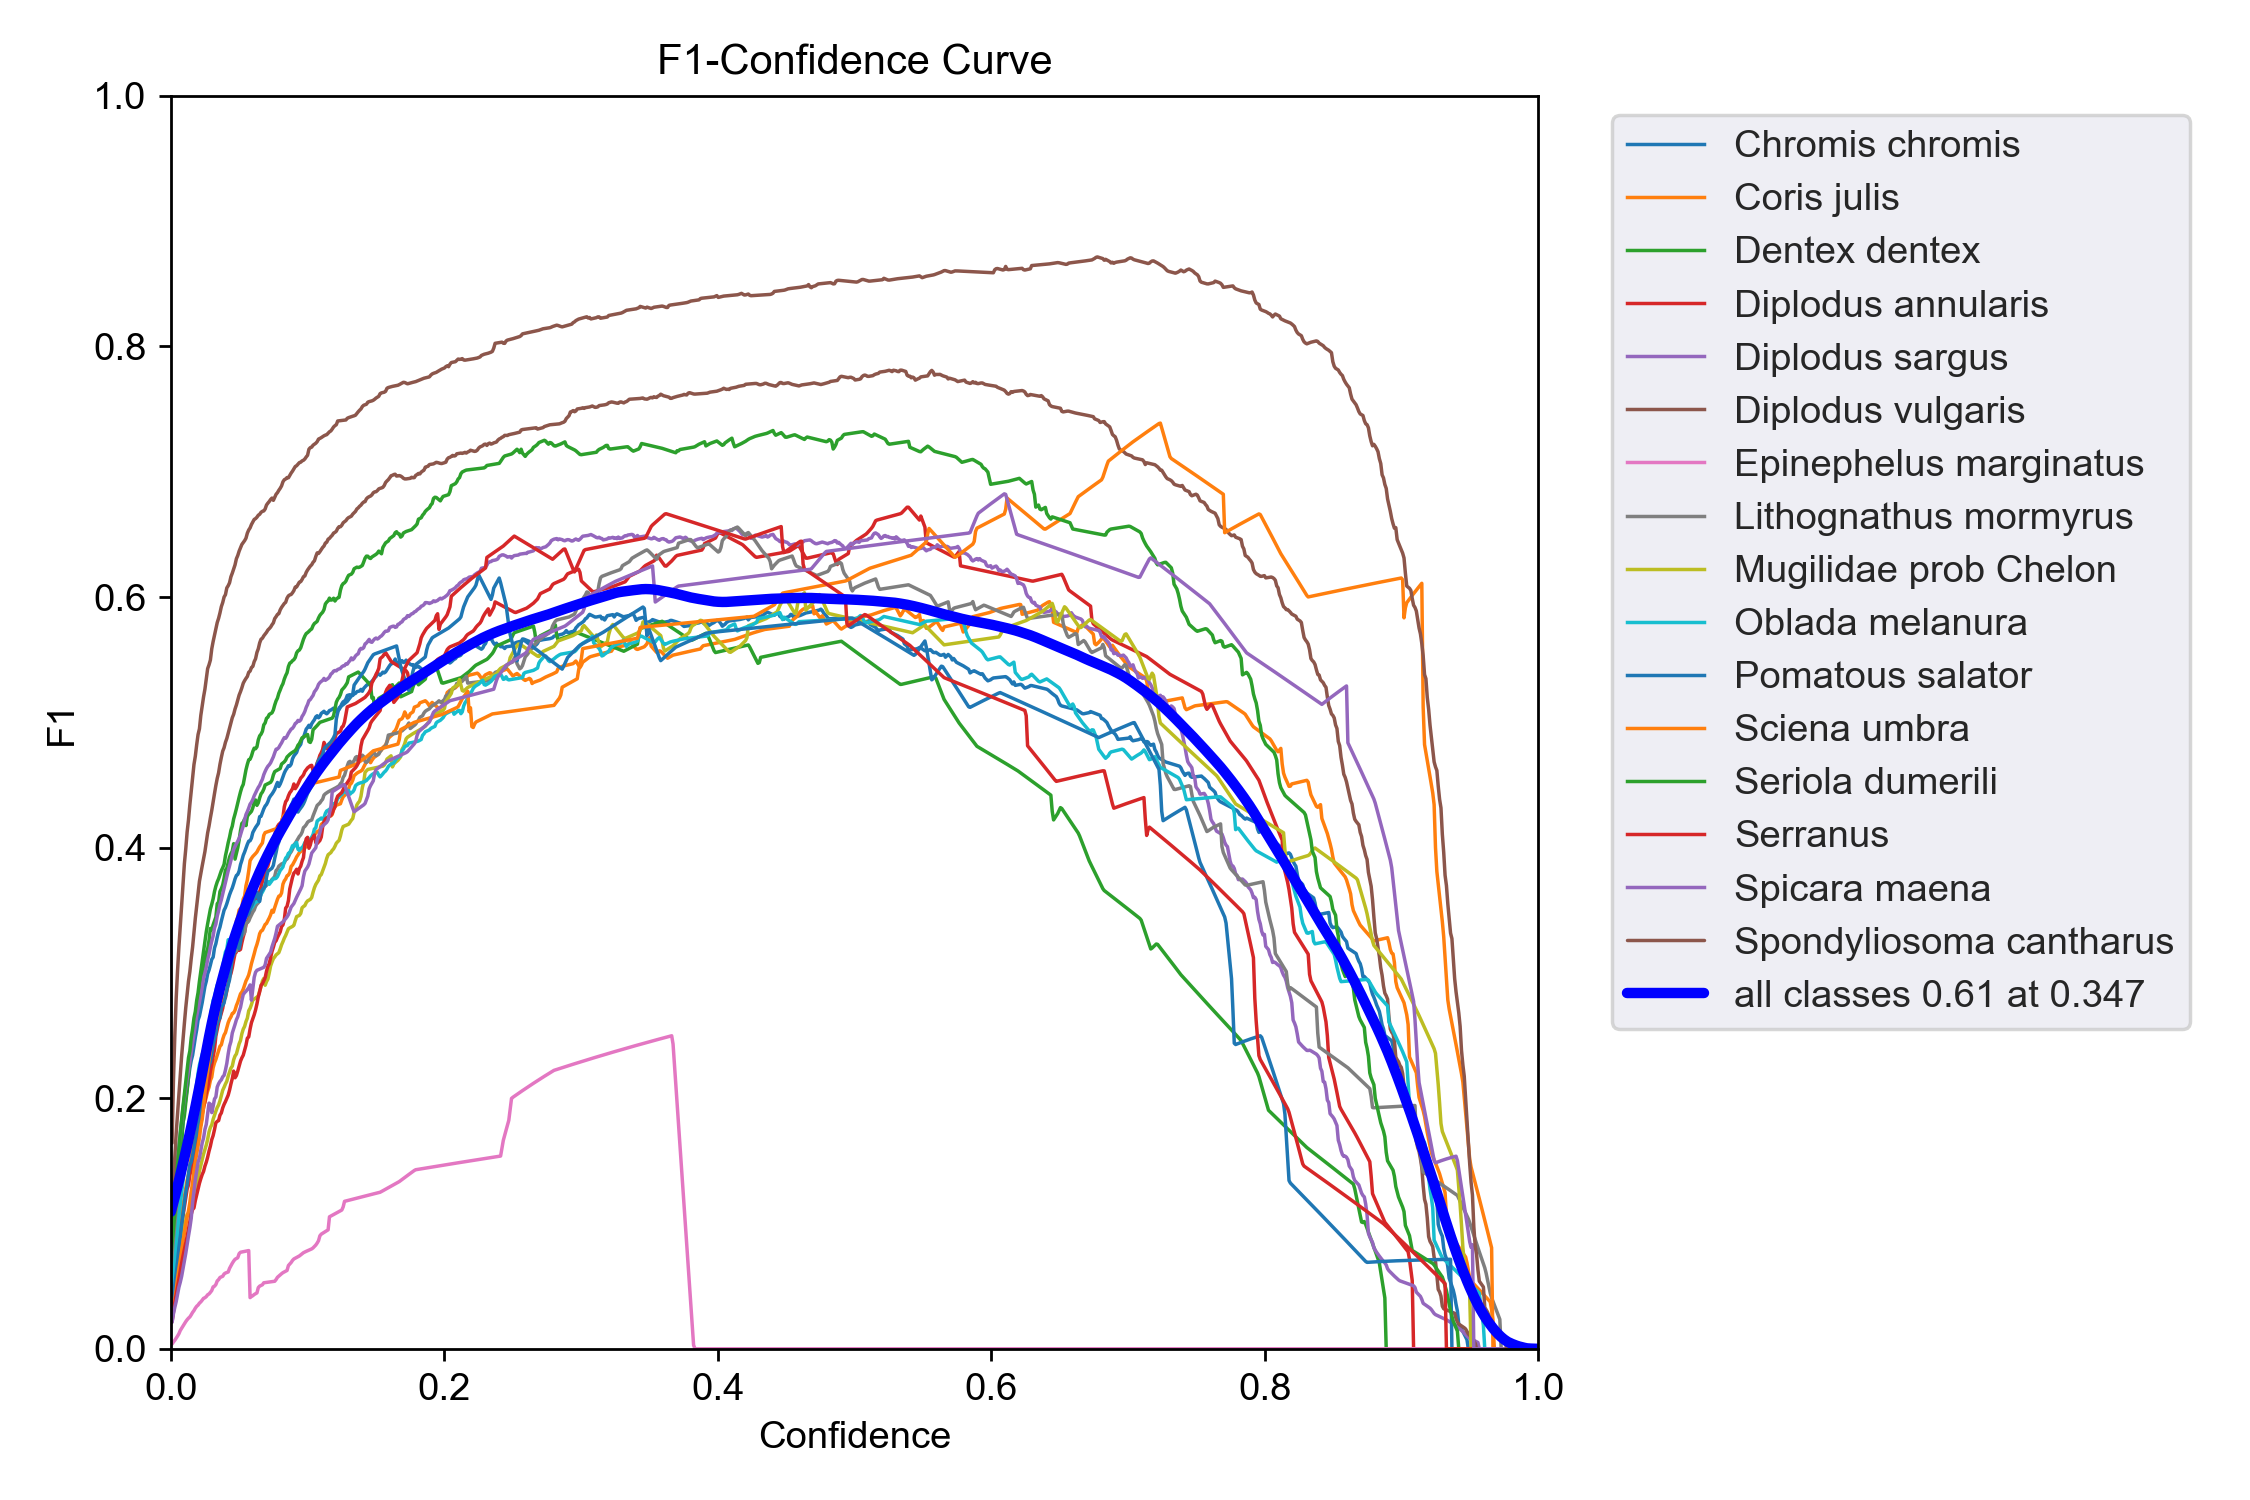 F1-Confidence Curve
1.0
0.8
0.6
0.4
0.2
0.0
F1
0.0 0.2 0.4 0.6 0.8 1.0
Confidence
Chromis chromis
Coris julis
Dentex dentex
Diplodus annularis
Diplodus sargus
Diplodus vulgaris
Epinephelus marginatus
Lithognathus mormyrus
Mugilidae prob Chelon
Oblada melanura
Pomatous salator
Sciena umbra
Seriola dumerili
Serranus
Spicara maena
Spondyliosoma cantharus
all classes 0.61 at 0.347